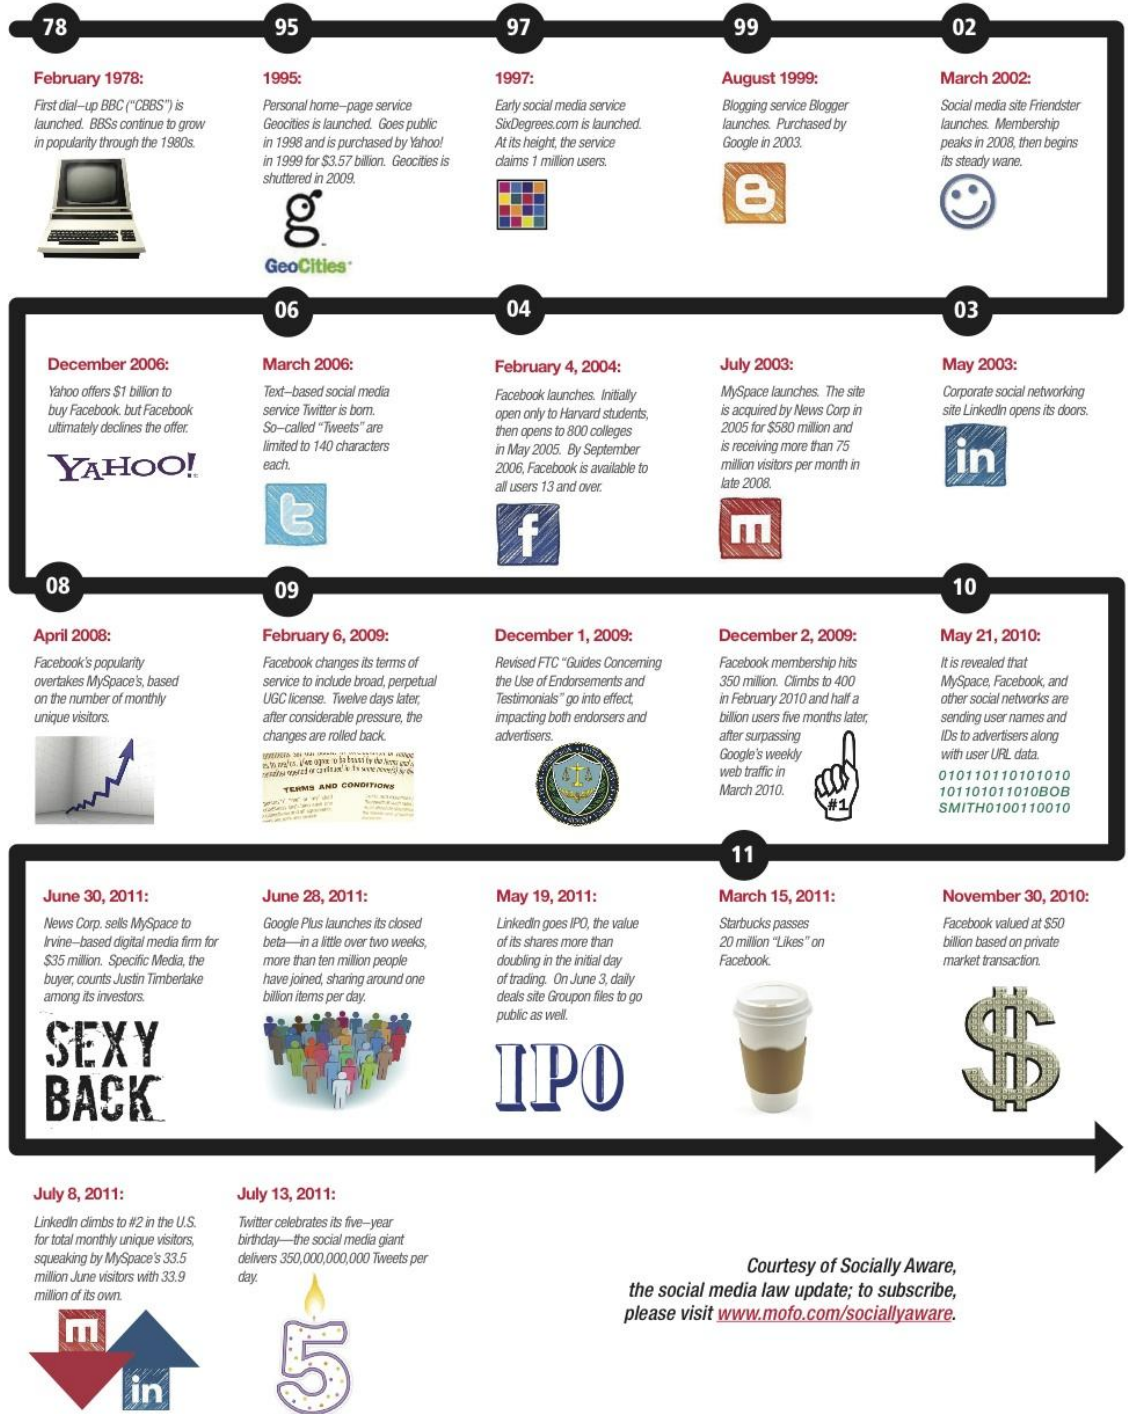 78
February 1978:
First dial–up BBC ("CBBS") is
launched. BBSs continue to grow
in popularity through the 1980s.
95
1995:
Personal home–page service
Geocities is launched. Goes public
in 1998 and is purchased by Yahoo!
in 1999 for $3.57 billion. Geocities is
shuttered in 2009.
g
GeoCities
97
1997:
Early social media service
SixDegrees.com is launched.
At its height, the service
claims 1 million users.
99
August 1999:
Blogging service Blogger
launches. Purchased by
Google in 2003.
B
02
March 2002:
Social media site Friendster
launches. Membership
peaks in 2008, then begins
its steady wane.
03
May 2003:
Corporate social networking
site LinkedIn opens its doors.
in
July 2003:
MySpace launches. The site
is acquired by News Corp in
2005 for $580 million and
is receiving more than 75
million visitors per month in
late 2008.
m
04
February 4, 2004:
Facebook launches. Initially
open only to Harvard students,
then opens to 800 colleges
in May 2005. By September
2006, Facebook is available to
all users 13 and over.
f
06
March 2006:
Text–based social media
service Twitter is born.
So–called "Tweets" are
limited to 140 characters
each.
t
December 2006:
Yahoo offers $1 billion to
buy Facebook. but Facebook
ultimately declines the offer.
YAHOO!
08
April 2008:
Facebook's popularity
overtakes MySpace's, based
on the number of monthly
unique visitors.
09
February 6, 2009:
Facebook changes its terms of
service to include broad, perpetual
UGC license. Twelve days later,
after considerable pressure, the
changes are rolled back.
TERMS AND CONDITIONS
December 1, 2009:
Revised FTC "Guides Concerning
the Use of Endorsements and
Testimonials" go into effect,
impacting both endorsers and
advertisers.
December 2, 2009:
Facebook membership hits
350 million. Climbs to 400
in February 2010 and half a
billion users five months later,
after surpassing
Google's weekly
web traffic in
March 2010.
#1
10
May 21, 2010:
It is revealed that
MySpace, Facebook, and
other social networks are
sending user names and
IDs to advertisers along
with user URL data.
010110110101010
101101011010BOB
SMITH0100110010
November 30, 2010:
Facebook valued at $50
billion based on private
market transaction.
$
11
March 15, 2011:
Starbucks passes
20 million "Likes" on
Facebook.
May 19, 2011:
LinkedIn goes IPO, the value
of its shares more than
doubling in the initial day
of trading. On June 3, daily
deals site Groupon files to go
public as well.
IPO
June 28, 2011:
Google Plus launches its closed
beta—in a little over two weeks,
more than ten million people
have joined, sharing around one
billion items per day.
June 30, 2011:
News Corp. sells MySpace to
Irvine–based digital media firm for
$35 million. Specific Media, the
buyer, counts Justin Timberlake
among its investors.
SEXY
BACK
July 8, 2011:
LinkedIn climbs to #2 in the U.S.
for total monthly unique visitors,
squeaking by MySpace's 33.5
million June visitors with 33.9
million of its own.
m
in
July 13, 2011:
Twitter celebrates its five–year
birthday—the social media giant
delivers 350,000,000,000 Tweets per
day.
5
Courtesy of Socially Aware,
the social media law update; to subscribe,
please visit www.mofo.com/sociallyaware.